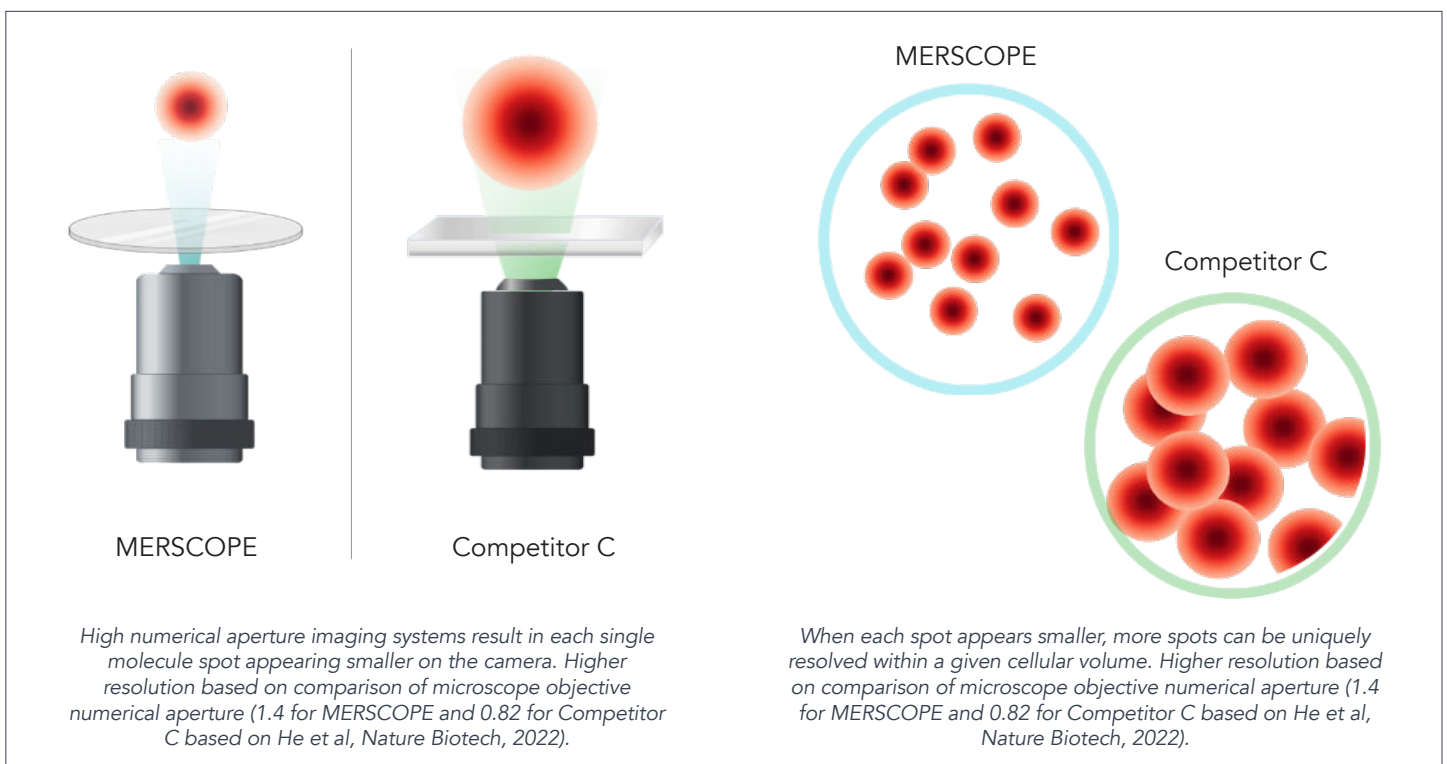 MERSCOPE
Competitor C
High numerical aperture imaging systems result in each single
molecule spot appearing smaller on the camera. Higher
resolution based on comparison of microscope objective
numerical aperture (1.4 for MERSCOPE and 0.82 for Competitor
C based on He et al, Nature Biotech, 2022).
MERSCOPE
Competitor C
When each spot appears smaller, more spots can be uniquely
resolved within a given cellular volume. Higher resolution based
on comparison of microscope objective numerical aperture (1.4
for MERSCOPE and 0.82 for Competitor C based on He et al,
Nature Biotech, 2022).